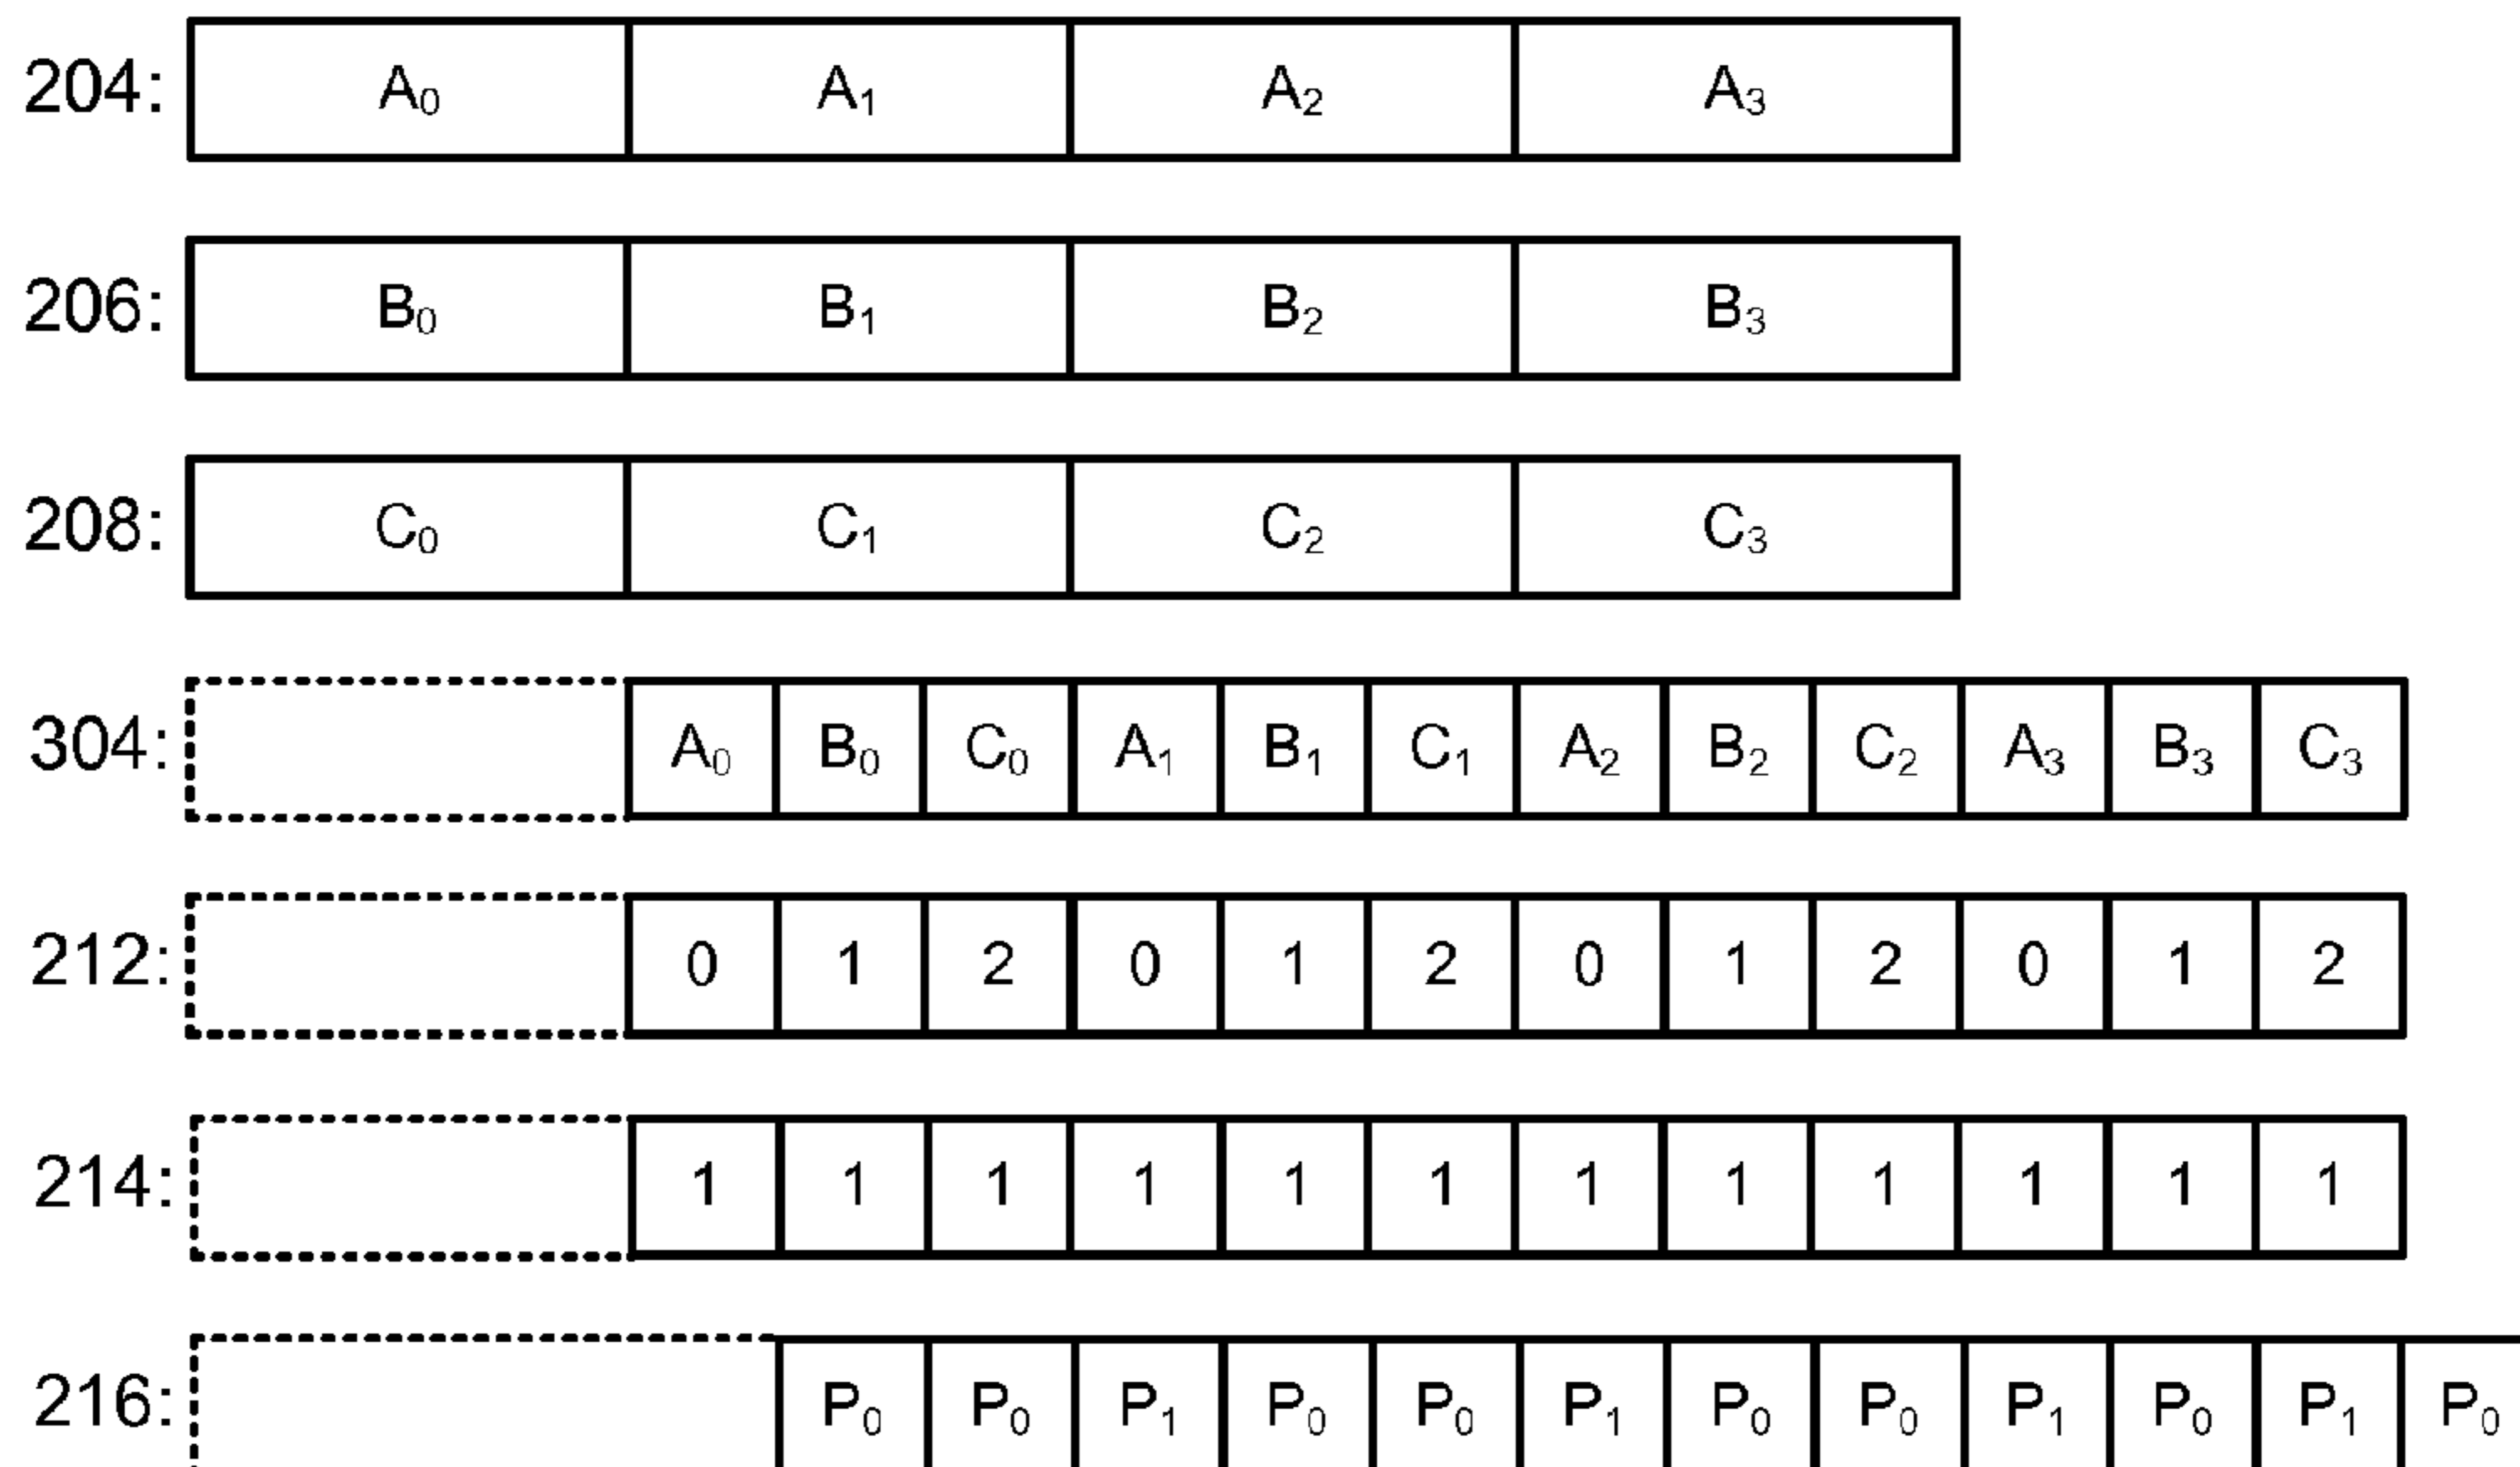 204: A₀ A₁ A₂ A₃
206: B₀ B₁ B₂ B₃
208: C₀ C₁ C₂ C₃
304: A₀ B₀ C₀ A₁ B₁ C₁ A₂ B₂ C₂ A₃ B₃ C₃
212: 0 1 2 0 1 2 0 1 2 0 1 2
214: 1 1 1 1 1 1 1 1 1 1 1 1
216: P₀ P₀ P₁ P₀ P₀ P₁ P₀ P₀ P₁ P₀ P₁ P₀